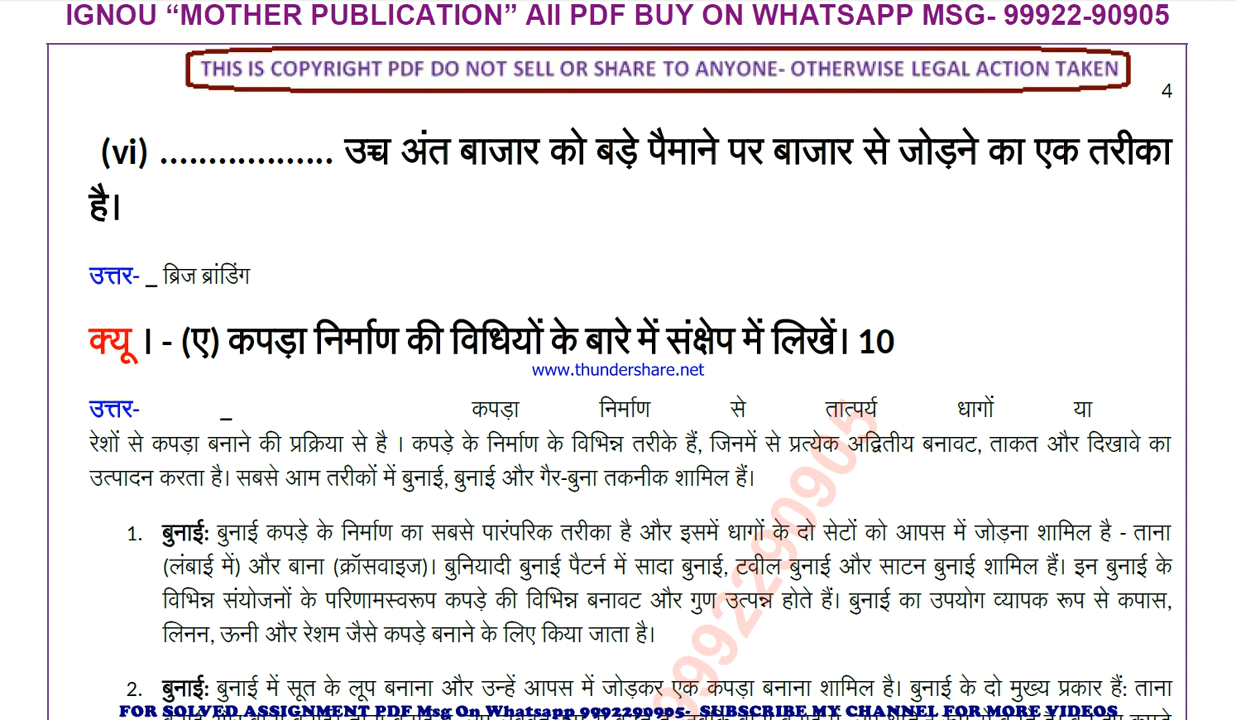 IGNOU “MOTHER PUBLICATION” All PDF BUY ON WHATSAPP MSG- 99922-90905
THIS IS COPYRIGHT PDF DO NOT SELL OR SHARE TO ANYONE- OTHERWISE LEGAL ACTION TAKEN
4
(vi) .................. उच्च अंत बाजार को बड़े पैमाने पर बाजार से जोड़ने का एक तरीका
है।
उत्तर- _ ब्रिज ब्रांडिंग
क्यू । - (ए) कपड़ा निर्माण की विधियों के बारे में संक्षेप में लिखें। 10
www.thundershare.net
उत्तर- _ कपड़ा निर्माण से तात्पर्य धागों या
रेशों से कपड़ा बनाने की प्रक्रिया से है । कपड़े के निर्माण के विभिन्न तरीके हैं, जिनमें से प्रत्येक अद्वितीय बनावट, ताकत और दिखावे का
उत्पादन करता है। सबसे आम तरीकों में बुनाई, बुनाई और गैर-बुना तकनीक शामिल हैं।
1. बुनाई: बुनाई कपड़े के निर्माण का सबसे पारंपरिक तरीका है और इसमें धागों के दो सेटों को आपस में जोड़ना शामिल है - ताना
(लंबाई में) और बाना (क्रॉसवाइज)। बुनियादी बुनाई पैटर्न में सादा बुनाई, टवील बुनाई और साटन बुनाई शामिल हैं। इन बुनाई के
विभिन्न संयोजनों के परिणामस्वरूप कपड़े की विभिन्न बनावट और गुण उत्पन्न होते हैं। बुनाई का उपयोग व्यापक रूप से कपास,
लिनन, ऊनी और रेशम जैसे कपड़े बनाने के लिए किया जाता है।
2. बुनाई: बुनाई में सूत के लूप बनाना और उन्हें आपस में जोड़कर एक कपड़ा बनाना शामिल है। बुनाई के दो मुख्य प्रकार हैं: ताना
FOR SOLVED ASSIGNMENT PDF Msg On Whatsapp 9992290905- SUBSCRIBE MY CHANNEL FOR MORE VIDEOS
9992290905